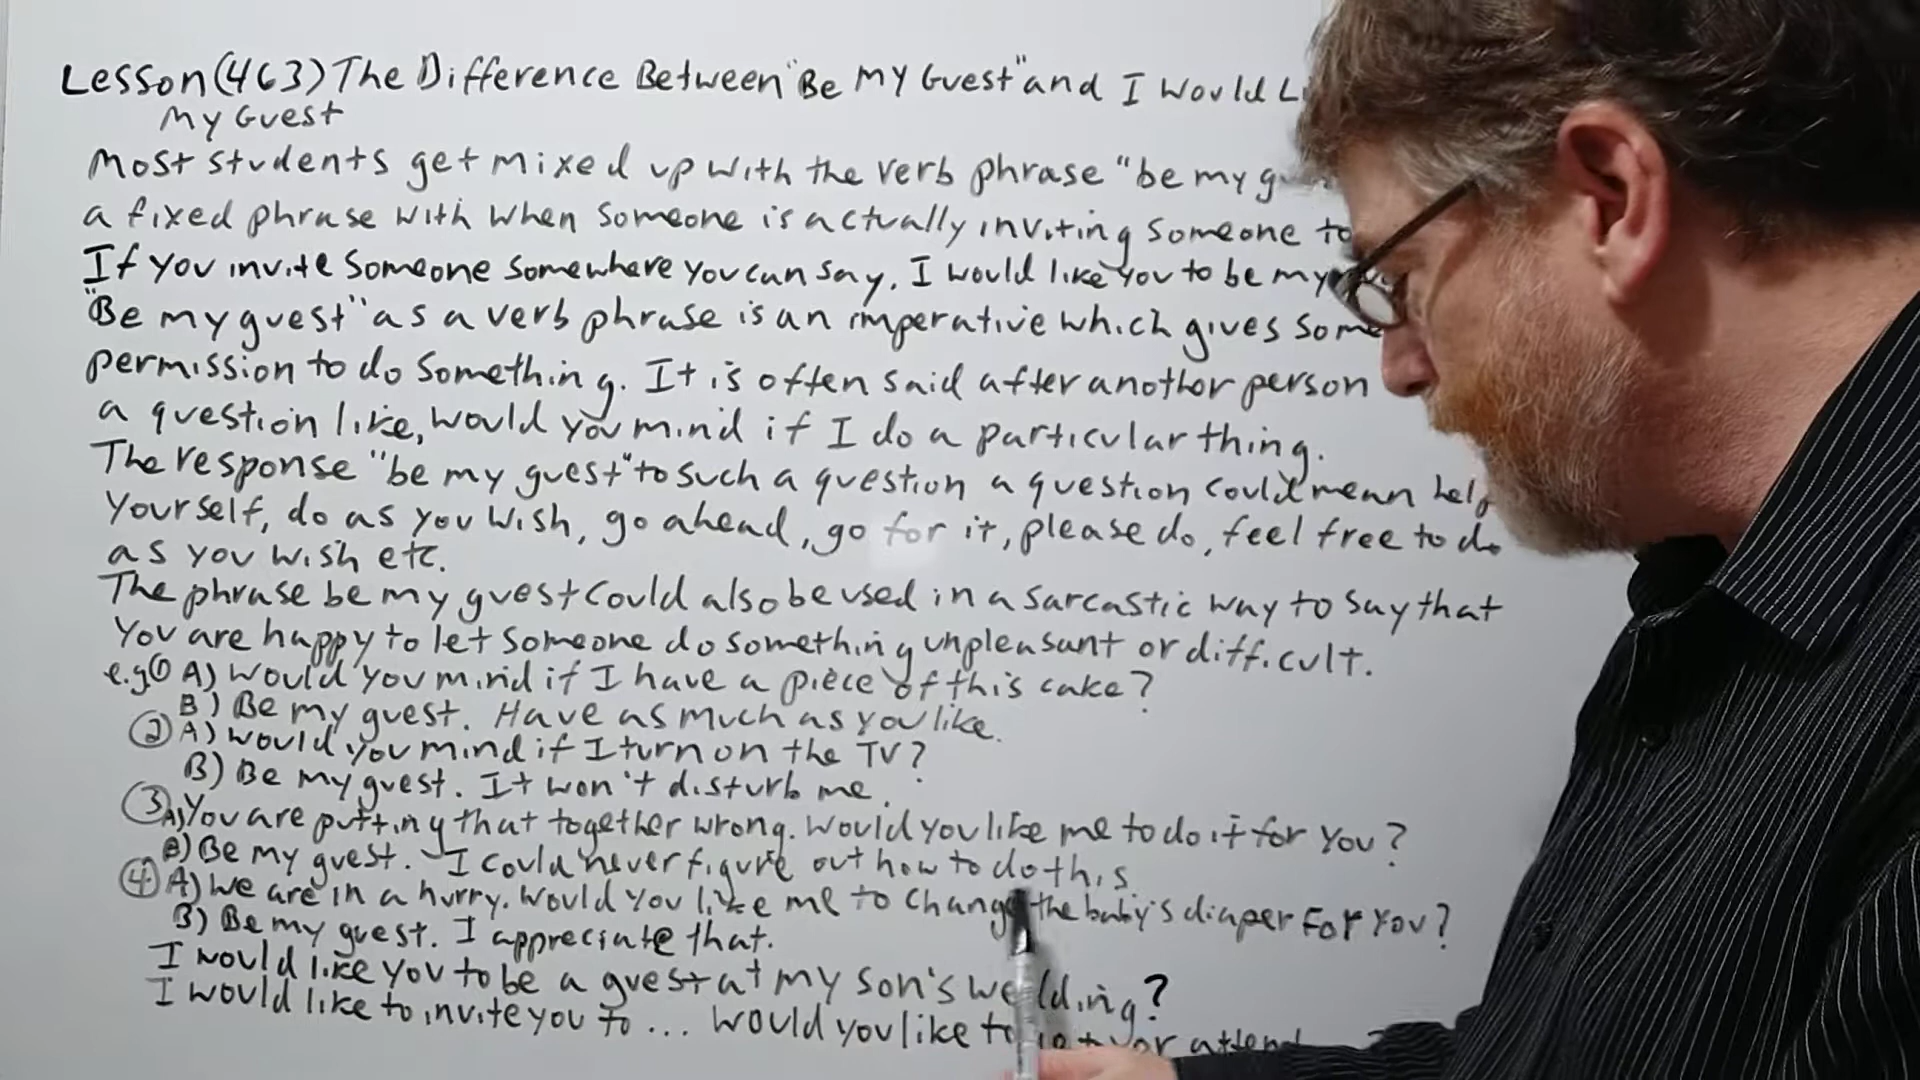 Lesson(463) The Difference Between "Be My Guest" and I Would
My Guest
Most students get mixed up with the verb phrase "be my
a fixed phrase with when someone is actually inviting someone to
If you invite someone somewhere you can say, I would like you to be my
"Be my guest" as a verb phrase is an imperative which gives
permission to do something. It is often said after another person
a question like, would you mind if I do a particular thing.
The response "be my guest" to such a question a question could mean help
yourself, do as you wish, go ahead, go for it, please do, feel free to do
as you wish etc.
The phrase be my guest could also be used in a sarcastic way to say that
you are happy to let someone do something unpleasant or difficult.
e.g ① A) Would you mind if I have a piece of this cake?
B) Be my guest. Have as much as you like.
② A) Would you mind if I turn on the TV?
B) Be my guest. It won't disturb me.
③ A) You are putting that together wrong. Would you like me to do it for you?
B) Be my guest. I could never figure out how to do this.
④ A) We are in a hurry. Would you like me to change the baby's diaper For You?
B) Be my guest. I appreciate that.
I would like you to be a guest at my son's wedding?
I would like to invite you to ... Would you like to or attend